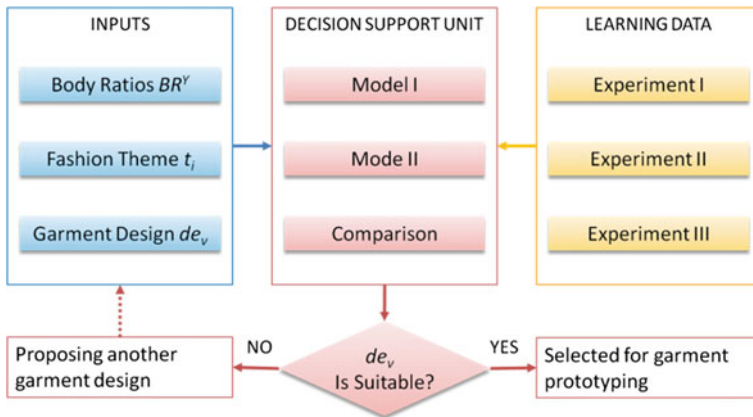 INPUTS
Body Ratios BR^Y
Fashion Theme t_i
Garment Design de_v
DECISION SUPPORT UNIT
Model I
Mode II
Comparison
LEARNING DATA
Experiment I
Experiment II
Experiment III
Proposing another
garment design
NO
de_v
Is Suitable?
YES
Selected for garment
prototyping